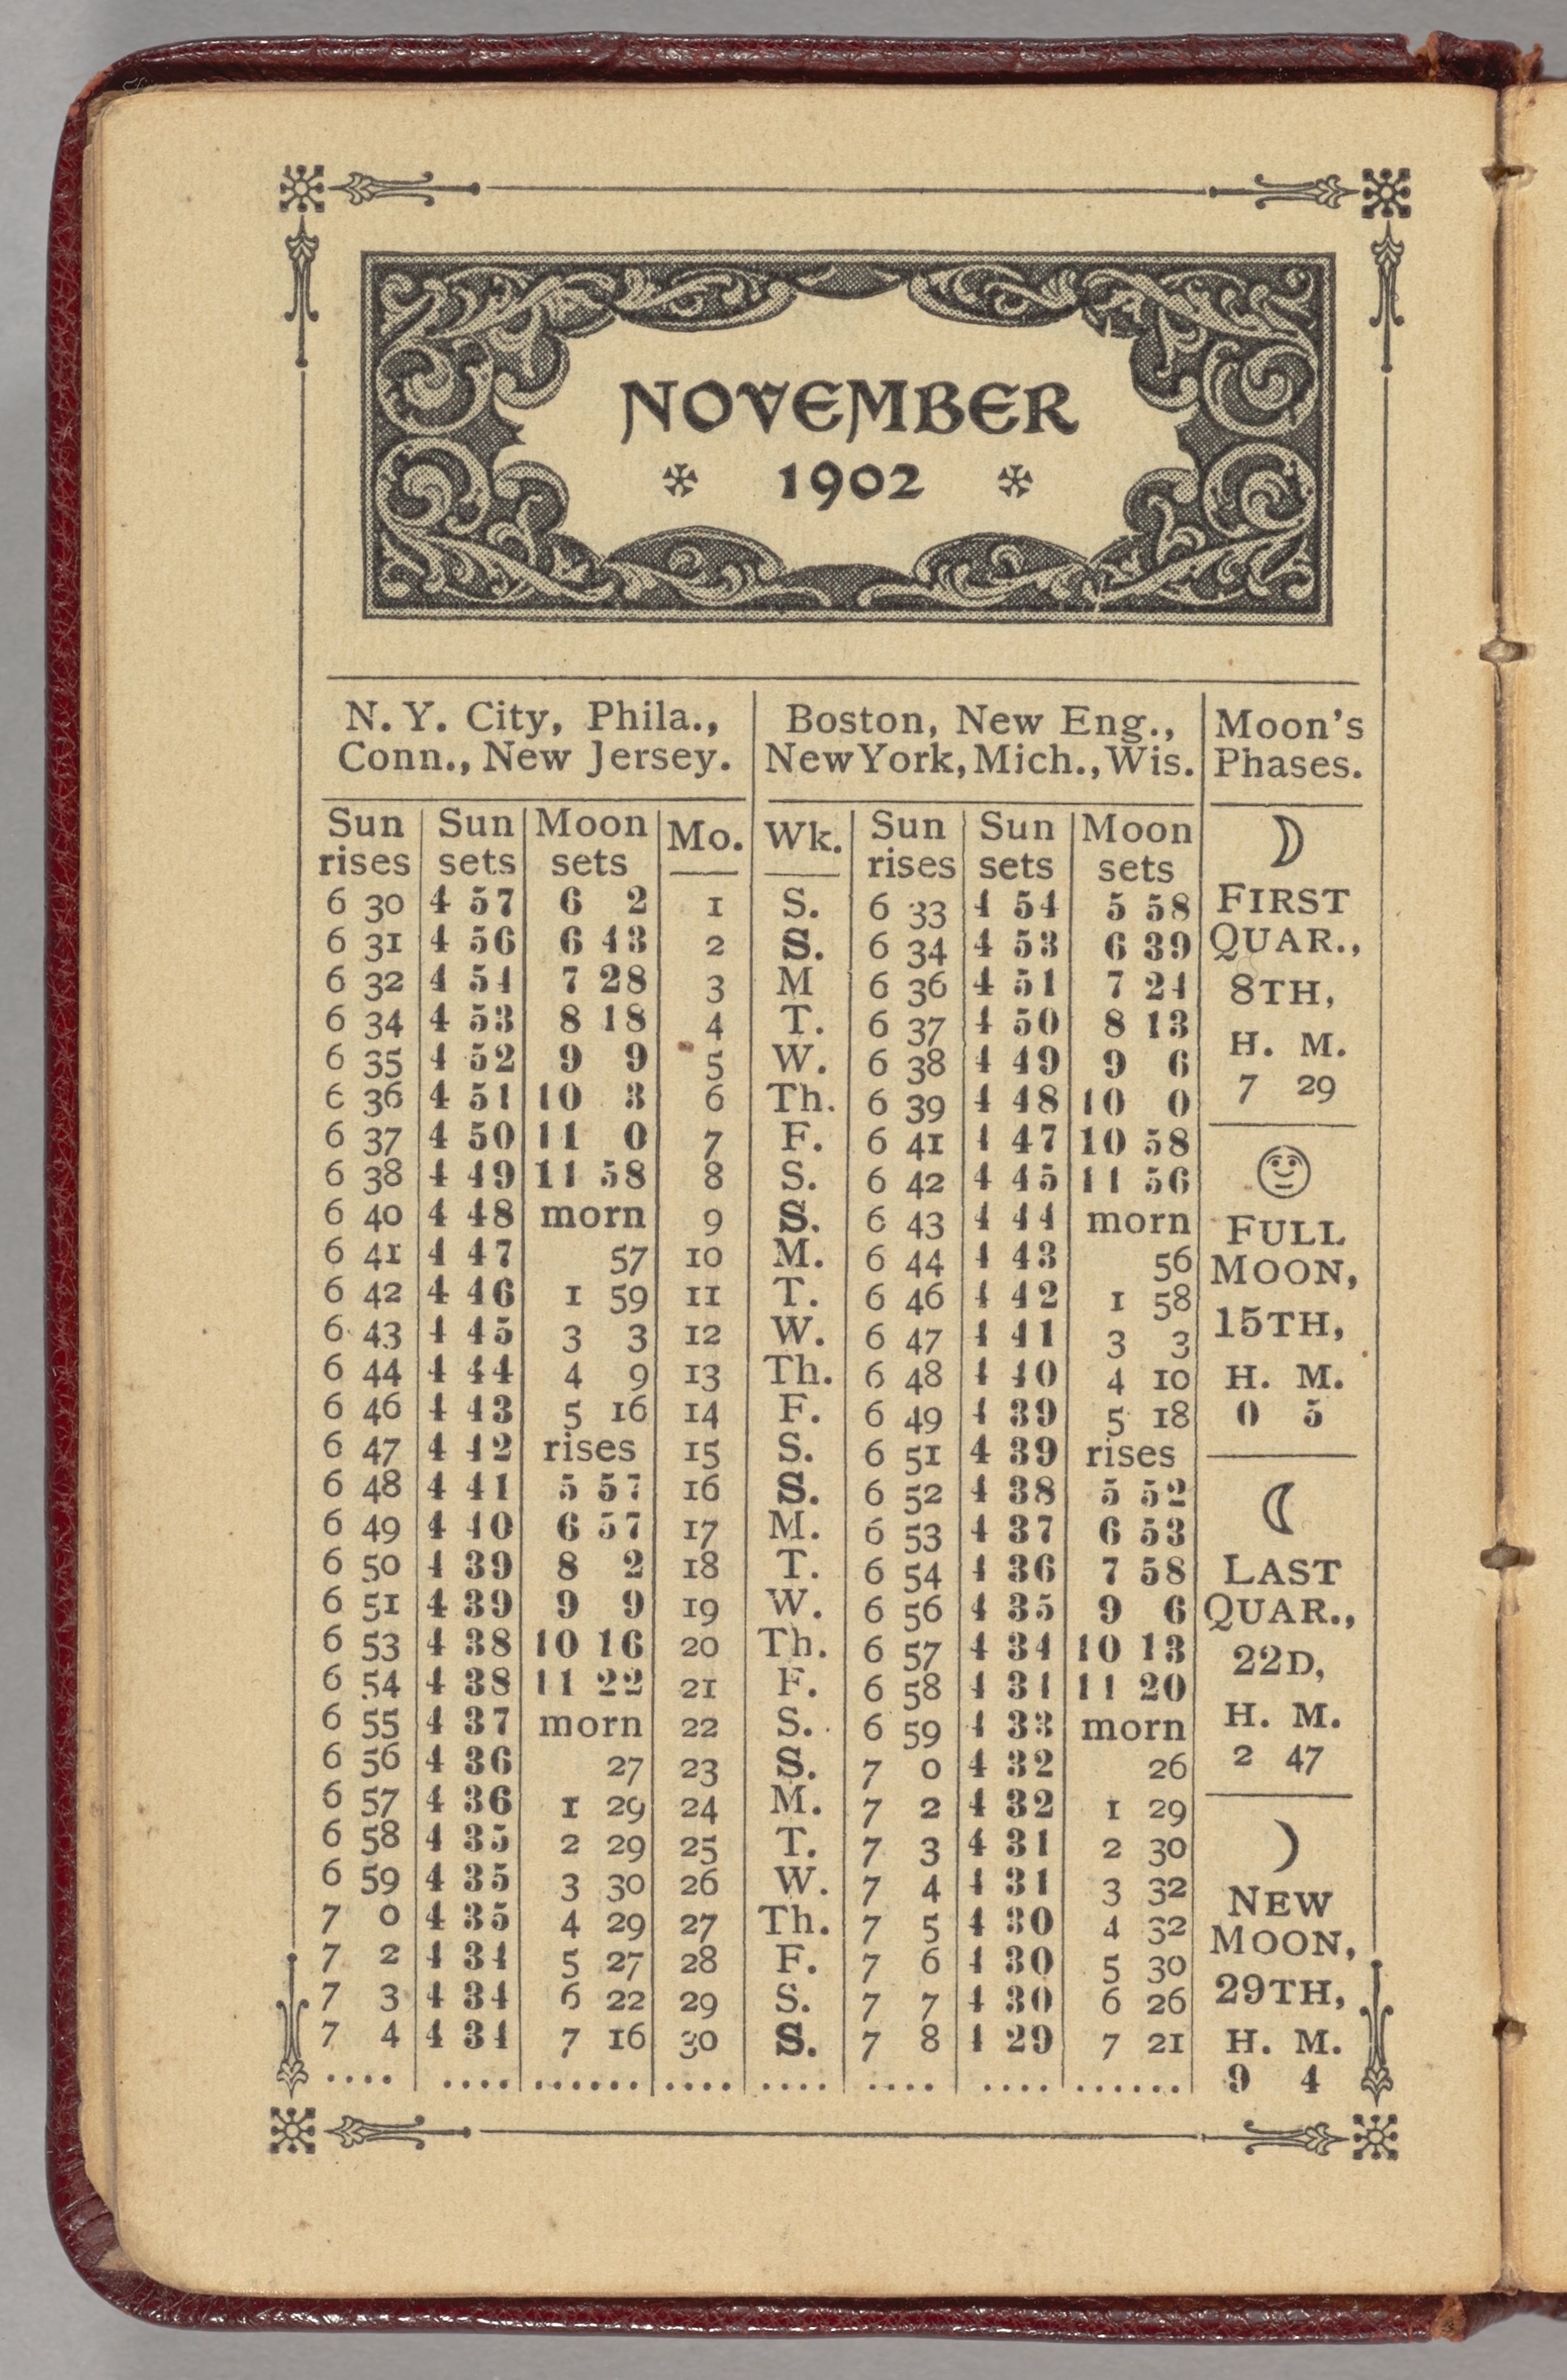 NOVEMBER
1902
N. Y. City, Phila., Boston, New Eng., Moon's
Conn., New Jersey. New York, Mich., Wis. Phases.
Sun rises Sun sets Moon sets Mo. Wk. Sun rises Sun sets Moon sets
6 30 4 57 6 2 1 S. 6 33 4 54 5 58
6 31 4 56 6 43 2 S. 6 34 4 53 6 39
6 32 4 54 7 28 3 M 6 36 4 51 7 24
6 34 4 53 8 18 4 T. 6 37 4 50 8 13
6 35 4 52 9 9 5 W. 6 38 4 49 9 6
6 36 4 51 10 3 6 Th. 6 39 4 48 10 0
6 37 4 50 11 0 7 F. 6 41 4 47 10 58
6 38 4 49 11 58 8 S. 6 42 4 45 11 56
6 40 4 48 morn 9 S. 6 43 4 44 morn
6 41 4 47 57 10 M. 6 44 4 43 56
6 42 4 46 1 59 11 T. 6 46 4 42 1 58
6 43 4 45 3 3 12 W. 6 47 4 41 3 3
6 44 4 44 4 9 13 Th. 6 48 4 40 4 10
6 46 4 43 5 16 14 F. 6 49 4 39 5 18
6 47 4 42 rises 15 S. 6 51 4 39 rises
6 48 4 41 5 57 16 S. 6 52 4 38 5 52
6 49 4 40 6 57 17 M. 6 53 4 37 6 53
6 50 4 39 8 2 18 T. 6 54 4 36 7 58
6 51 4 39 9 9 19 W. 6 56 4 35 9 6
6 53 4 38 10 16 20 Th. 6 57 4 34 10 13
6 54 4 38 11 22 21 F. 6 58 4 34 11 20
6 55 4 37 morn 22 S. 6 59 4 33 morn
6 56 4 36 27 23 S. 7 0 4 32 26
6 57 4 36 1 29 24 M. 7 2 4 32 1 29
6 58 4 35 2 29 25 T. 7 3 4 31 2 30
6 59 4 35 3 30 26 W. 7 4 4 31 3 32
7 0 4 35 4 29 27 Th. 7 5 4 30 4 32
7 2 4 34 5 27 28 F. 7 6 4 30 5 30
7 3 4 34 6 22 29 S. 7 7 4 30 6 26
7 4 4 34 7 16 30 S. 7 8 4 29 7 21
FIRST
QUAR.,
8TH,
H. M.
7 29
FULL
MOON,
15TH,
H. M.
0 5
LAST
QUAR.,
22D,
H. M.
2 47
NEW
MOON,
29TH,
H. M.
9 4